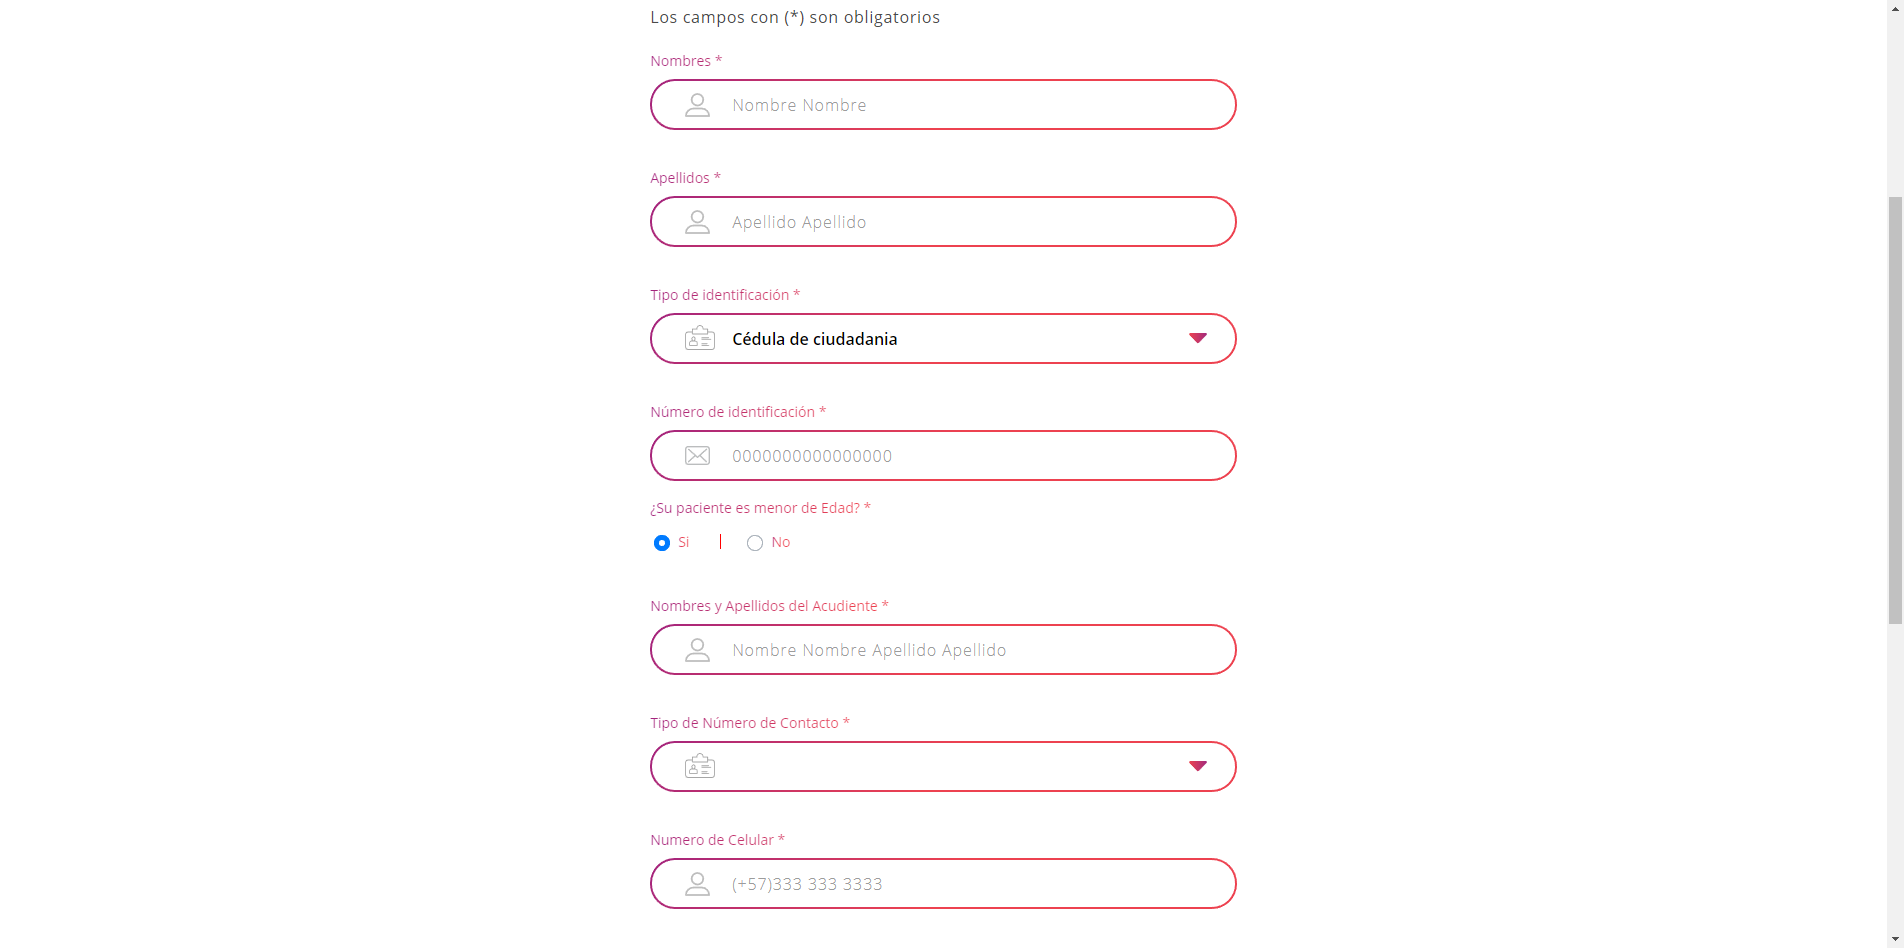 Los campos con (*) son obligatorios
Nombres *
Nombre Nombre
Apellidos *
Apellido Apellido
Tipo de identificación *
Cédula de ciudadania
Número de identificación *
0000000000000000
¿Su paciente es menor de Edad? *
Si | No
Nombres y Apellidos del Acudiente *
Nombre Nombre Apellido Apellido
Tipo de Número de Contacto *
Numero de Celular *
(+57)333 333 3333